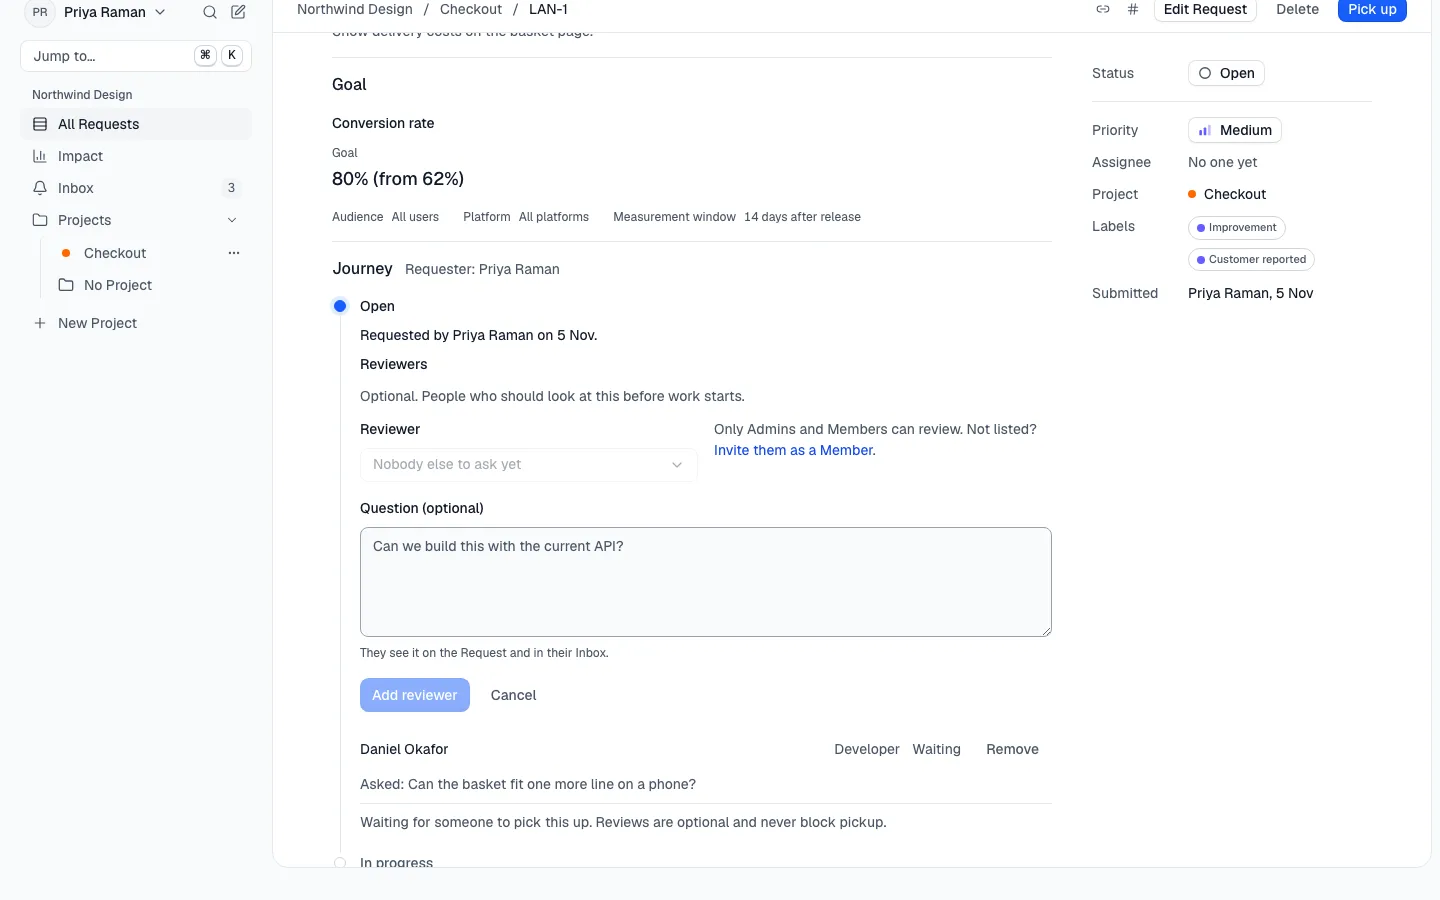 PR Priya Raman
Jump to... ⌘ K
Northwind Design
All Requests
Impact
Inbox 3
Projects
Checkout ...
No Project
New Project
Northwind Design / Checkout / LAN-1
# Edit Request Delete Pick up
Show delivery costs on the basket page.
Goal
Conversion rate
Goal
80% (from 62%)
Audience All users Platform All platforms Measurement window 14 days after release
Journey Requester: Priya Raman
Open
Requested by Priya Raman on 5 Nov.
Reviewers
Optional. People who should look at this before work starts.
Reviewer
Nobody else to ask yet
Only Admins and Members can review. Not listed?
Invite them as a Member.
Question (optional)
Can we build this with the current API?
They see it on the Request and in their Inbox.
Add reviewer Cancel
Daniel Okafor Developer Waiting Remove
Asked: Can the basket fit one more line on a phone?
Waiting for someone to pick this up. Reviews are optional and never block pickup.
In progress
Status Open
Priority Medium
Assignee No one yet
Project Checkout
Labels Improvement
Customer reported
Submitted Priya Raman, 5 Nov